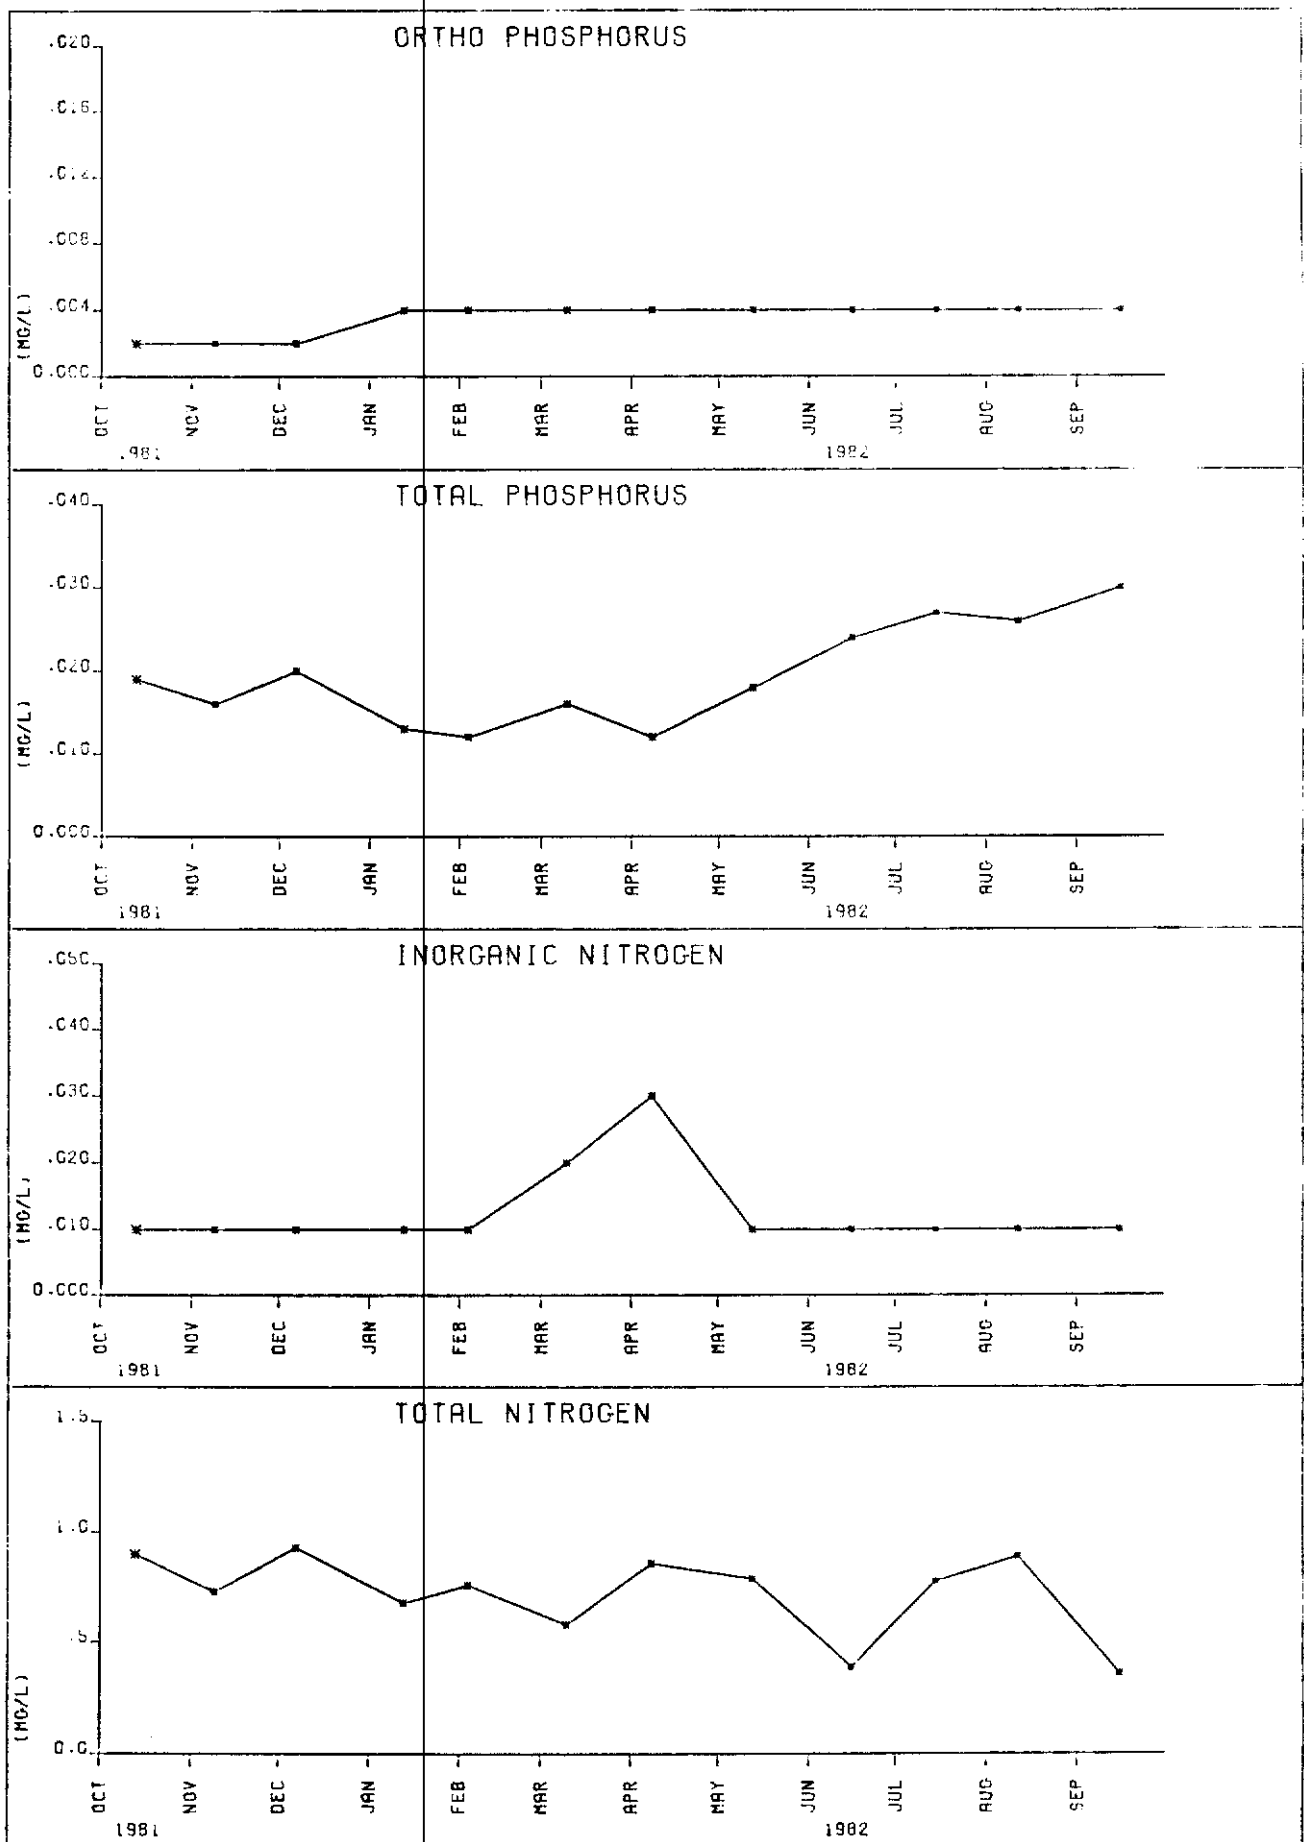 ORTHO PHOSPHORUS
.020
.016
.012
.008
.004
0.000
(MG/L)
OCT NOV DEC JAN FEB MAR APR MAY JUN JUL AUG SEP
1981 1982
TOTAL PHOSPHORUS
.040
.030
.020
.010
0.000
(MG/L)
OCT NOV DEC JAN FEB MAR APR MAY JUN JUL AUG SEP
1981 1982
INORGANIC NITROGEN
.050
.040
.030
.020
.010
0.000
(MG/L)
OCT NOV DEC JAN FEB MAR APR MAY JUN JUL AUG SEP
1981 1982
TOTAL NITROGEN
1.5
1.0
.5
0.0
(MG/L)
OCT NOV DEC JAN FEB MAR APR MAY JUN JUL AUG SEP
1981 1982